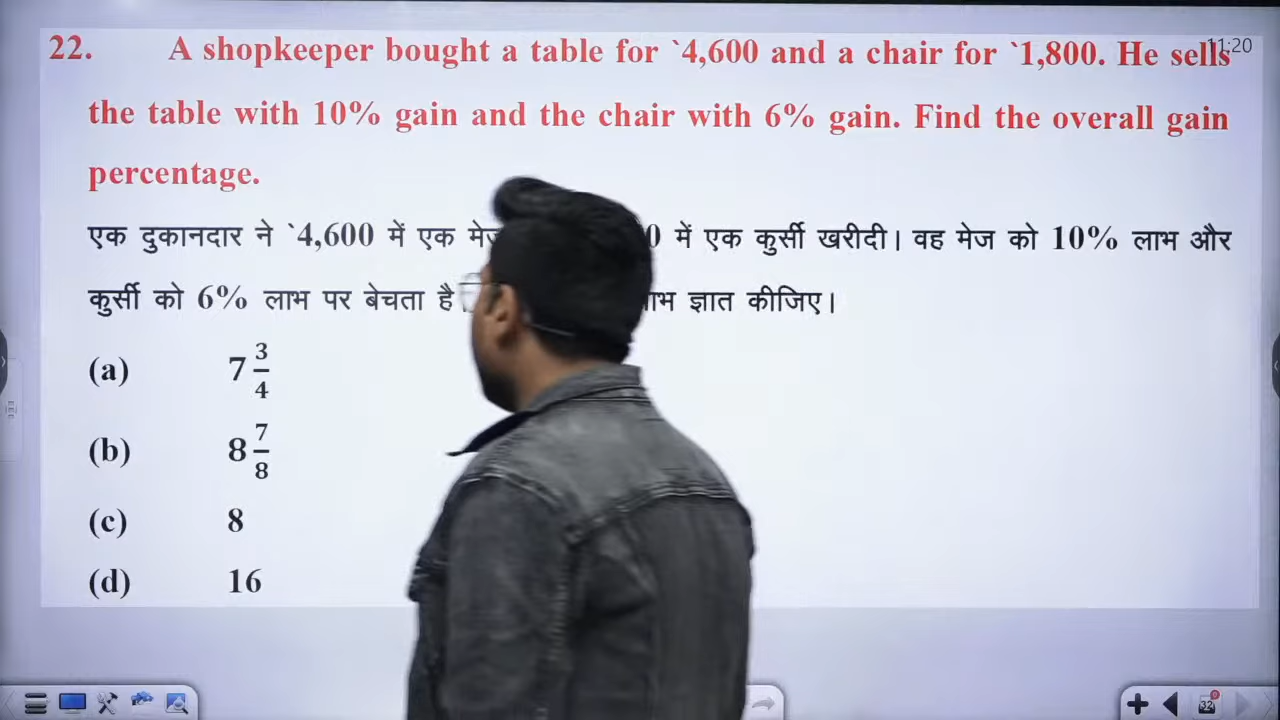 22. A shopkeeper bought a table for `4,600 and a chair for `1,800. He sells
11:20
the table with 10% gain and the chair with 6% gain. Find the overall gain
percentage.
एक दुकानदार ने `4,600 में एक 0 में एक कुर्सी खरीदी। वह मेज को 10% लाभ और
कुर्सी को 6% लाभ पर बेचता है ज्ञात कीजिए।
(a) 7 3/4
(b) 8 7/8
(c) 8
(d) 16
32